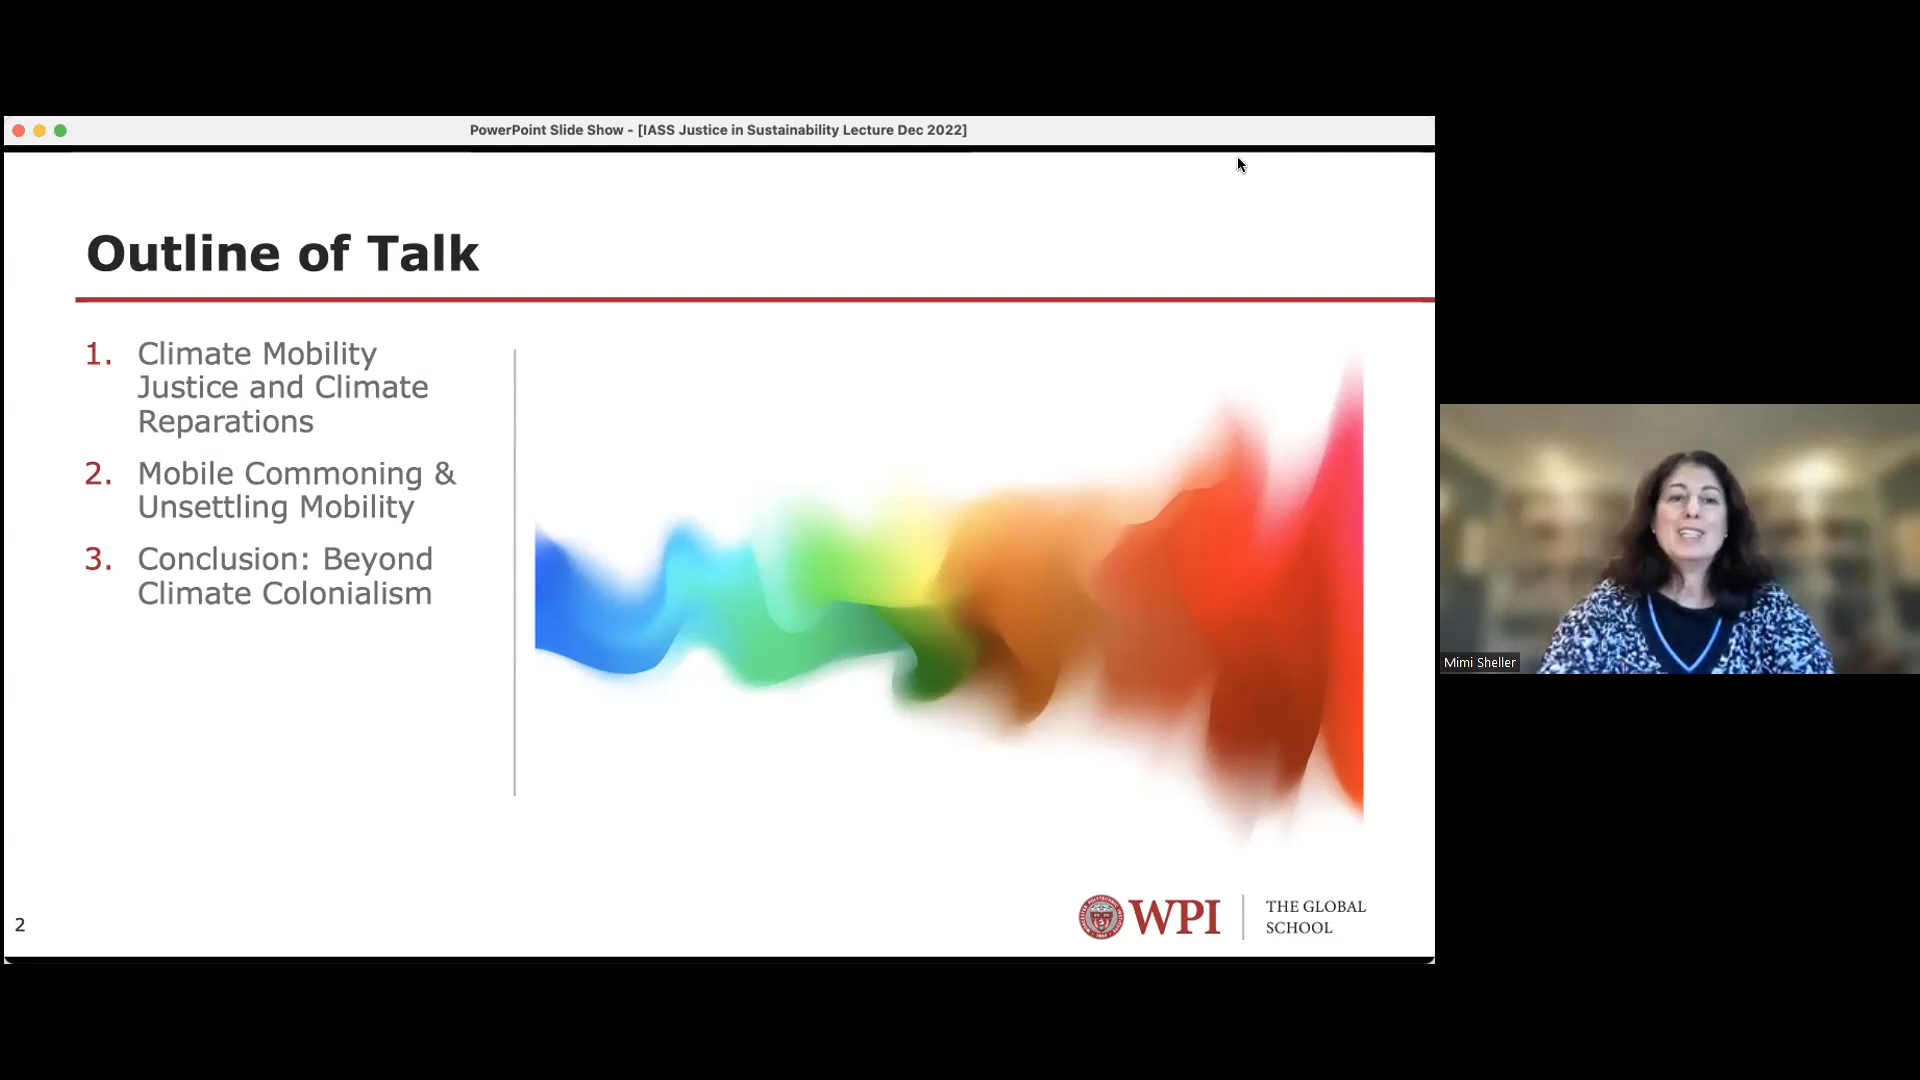 PowerPoint Slide Show - [IASS Justice in Sustainability Lecture Dec 2022]
Outline of Talk
1. Climate Mobility
Justice and Climate
Reparations
2. Mobile Commoning &
Unsettling Mobility
3. Conclusion: Beyond
Climate Colonialism
Mimi Sheller
2
WPI
THE GLOBAL
SCHOOL